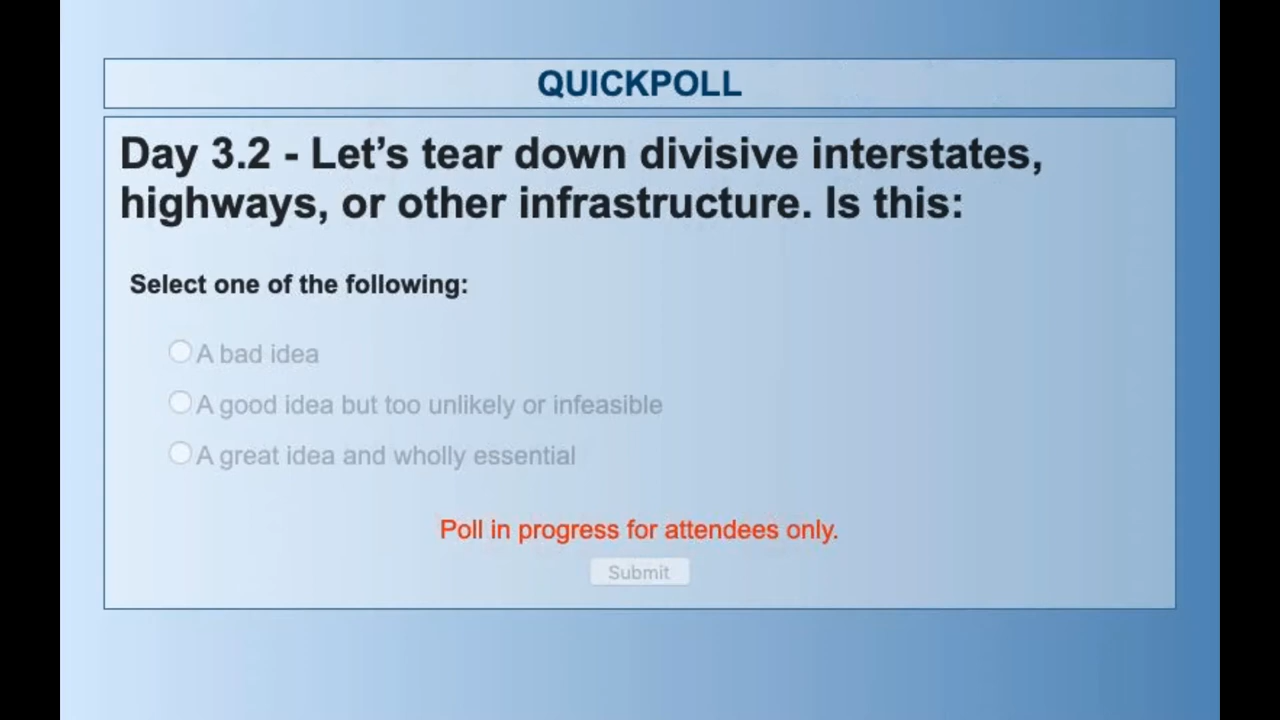 QUICKPOLL
Day 3.2 - Let’s tear down divisive interstates,
highways, or other infrastructure. Is this:
Select one of the following:
A bad idea
A good idea but too unlikely or infeasible
A great idea and wholly essential
Poll in progress for attendees only.
Submit